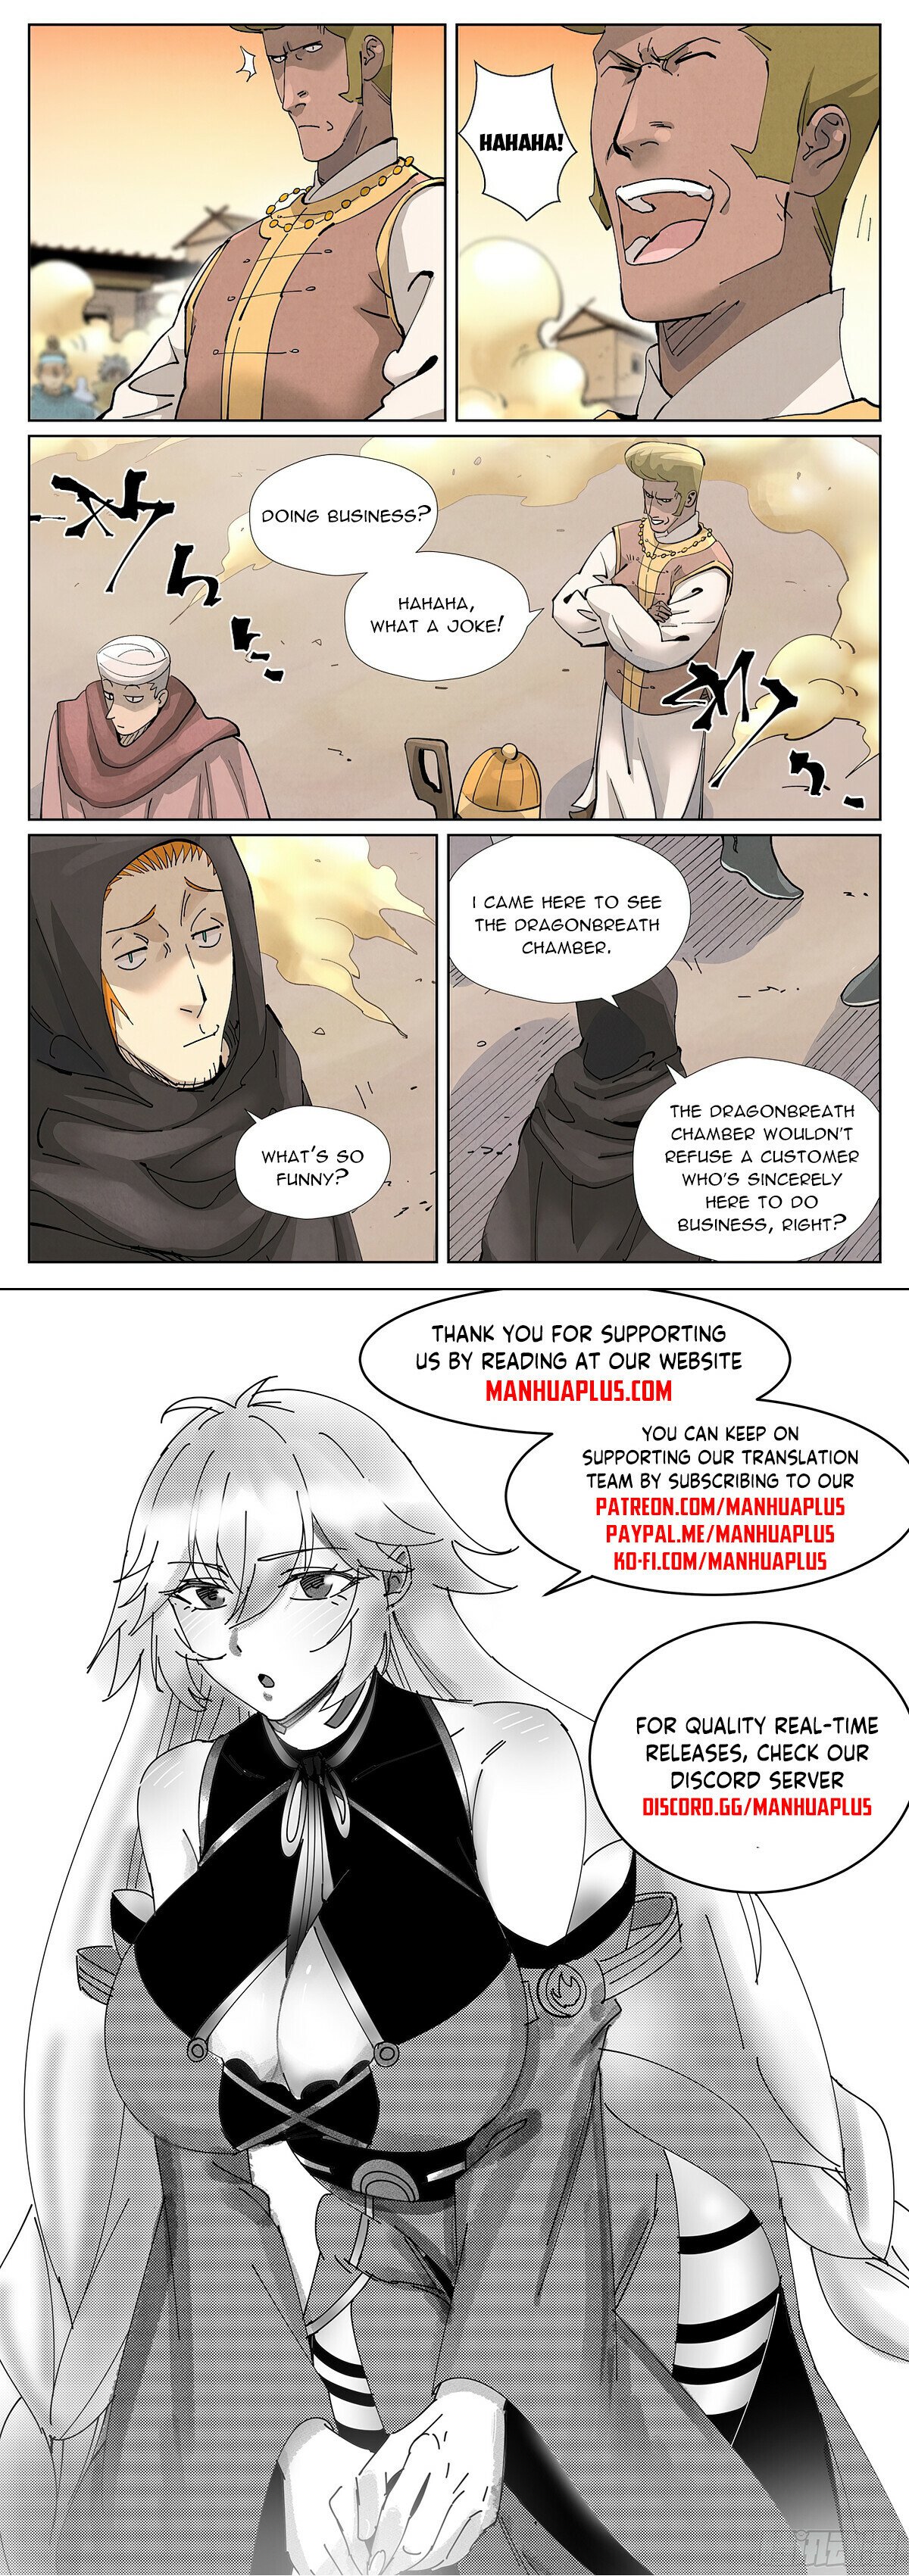 HAHAHA!
DOING BUSINESS?
HAHAHA,
WHAT A JOKE!
WHAT'S SO
FUNNY?
I CAME HERE TO SEE
THE DRAGONBREATH
CHAMBER.
THE DRAGONBREATH
CHAMBER WOULDN'T
REFUSE A CUSTOMER
WHO'S SINCERELY
HERE TO DO
BUSINESS, RIGHT?
THANK YOU FOR SUPPORTING
US BY READING AT OUR WEBSITE
MANHUAPLUS.COM
YOU CAN KEEP ON
SUPPORTING OUR TRANSLATION
TEAM BY SUBSCRIBING TO OUR
PATREON.COM/MANHUAPLUS
PAYPAL.ME/MANHUAPLUS
KO-FI.COM/MANHUAPLUS
FOR QUALITY REAL-TIME
RELEASES, CHECK OUR
DISCORD SERVER
DISCORD.GG/MANHUAPLUS